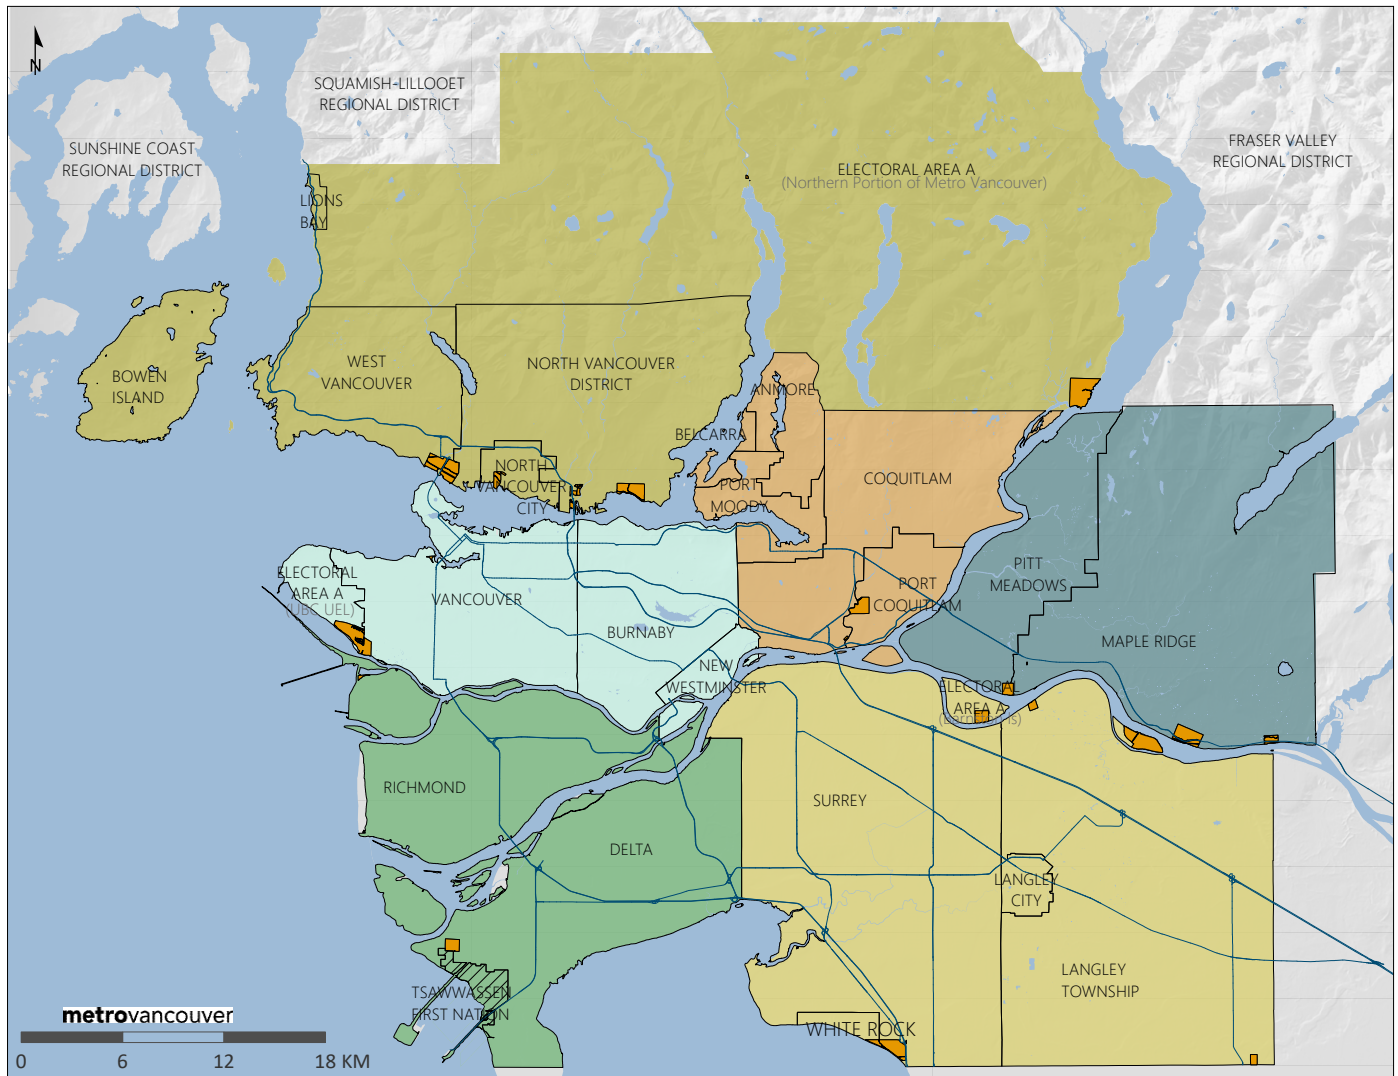 N
SQUAMISH-LILLOOET
REGIONAL DISTRICT
SUNSHINE COAST
REGIONAL DISTRICT
FRASER VALLEY
REGIONAL DISTRICT
ELECTORAL AREA A
(Northern Portion of Metro Vancouver)
LIONS
BAY
BOWEN
ISLAND
WEST
VANCOUVER
NORTH VANCOUVER
DISTRICT
ANMORE
BELCARRA
NORTH
VANCOUVER
CITY
PORT
MOODY
COQUITLAM
ELECTORAL
AREA A
(UBC UEL)
VANCOUVER
BURNABY
PORT
COQUITLAM
PITT
MEADOWS
MAPLE RIDGE
NEW
WESTMINSTER
ELECTORAL
AREA A
(Barnston Is)
RICHMOND
SURREY
DELTA
LANGLEY
CITY
LANGLEY
TOWNSHIP
TSAWWASSEN
FIRST NATION
WHITE ROCK
metrovancouver
0 6 12 18 KM